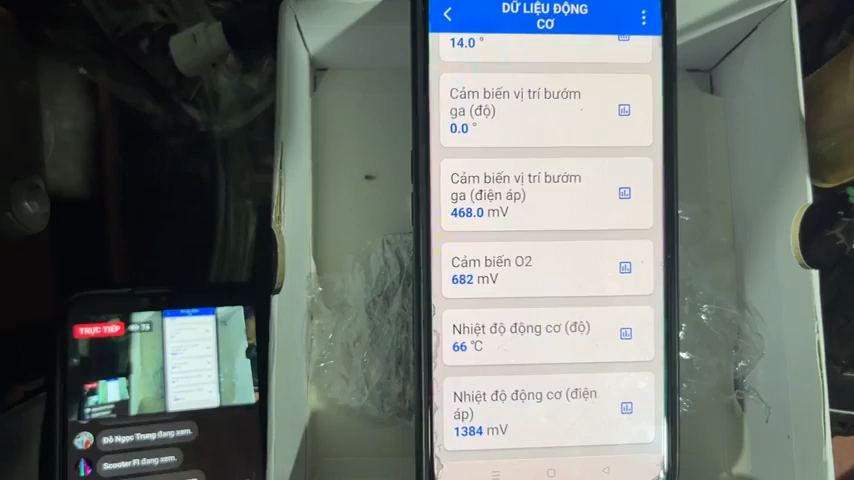 DỮ LIỆU ĐỘNG
CƠ
14.0 °
Cảm biến vị trí bướm
ga (độ)
0.0 °
Cảm biến vị trí bướm
ga (điện áp)
468.0 mV
Cảm biến O2
682 mV
Nhiệt độ động cơ (độ)
66 °C
Nhiệt độ động cơ (điện
áp)
1384 mV
TRỰC TIẾP
Đỗ Ngọc Trung đang xem.
Scooter Fi đang xem.